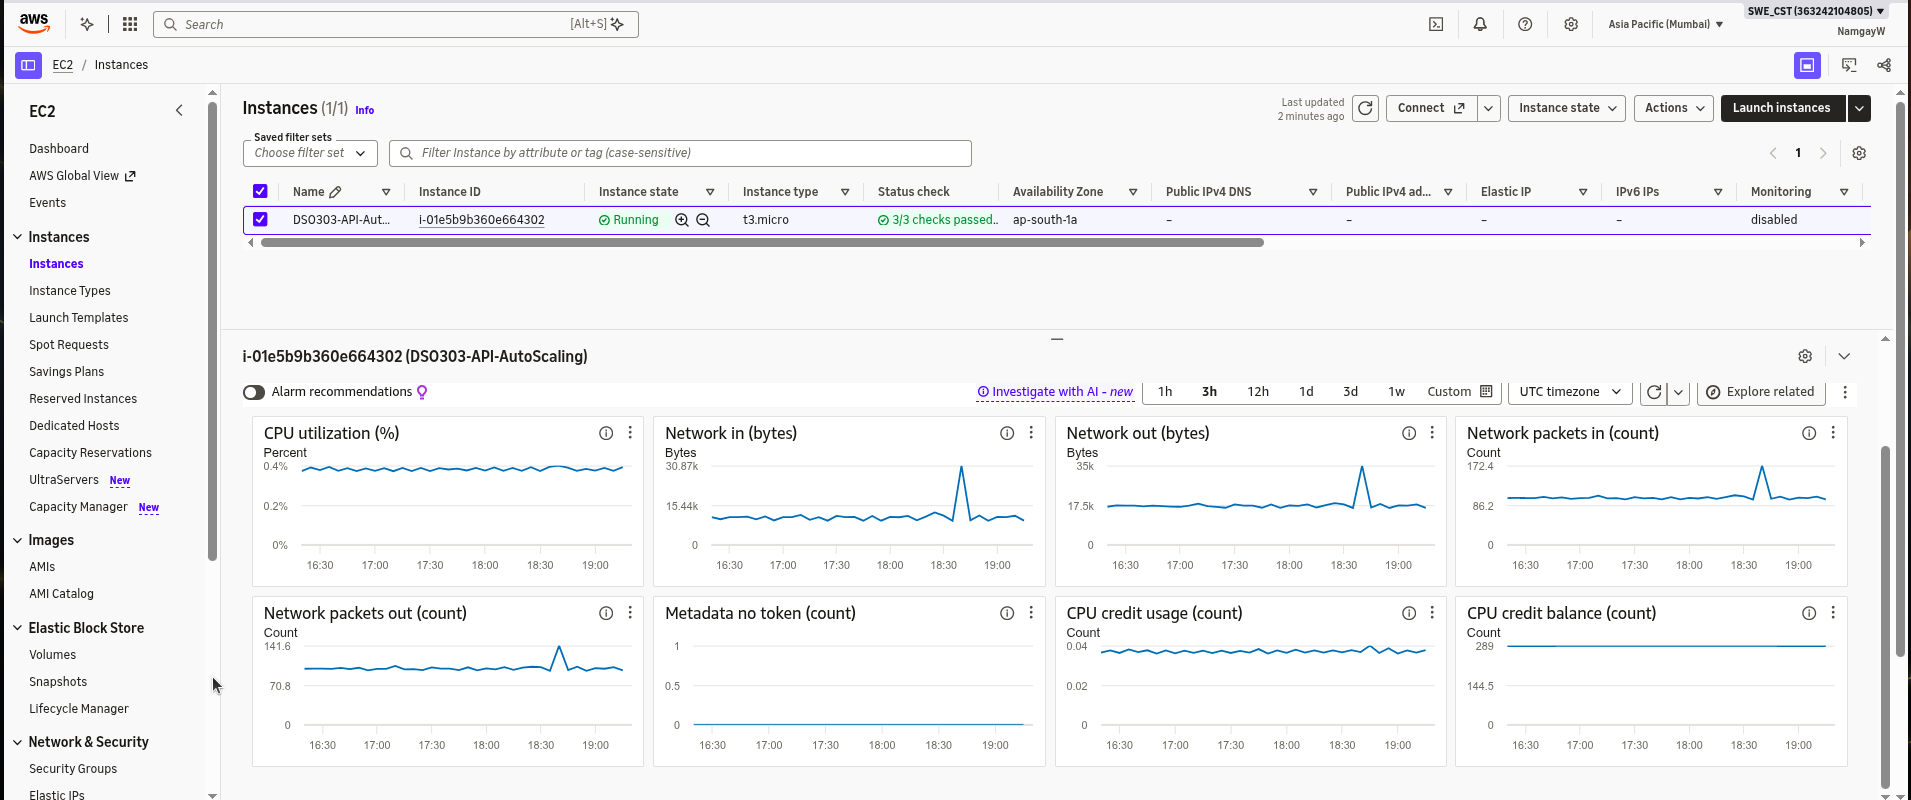 aws
Search [Alt+S]
Asia Pacific (Mumbai)
SWE_CST (363242104805)
NamgayW
EC2 / Instances
EC2
Dashboard
AWS Global View
Events
Instances
Instances
Instance Types
Launch Templates
Spot Requests
Savings Plans
Reserved Instances
Dedicated Hosts
Capacity Reservations
UltraServers New
Capacity Manager New
Images
AMIs
AMI Catalog
Elastic Block Store
Volumes
Snapshots
Lifecycle Manager
Network & Security
Security Groups
Elastic IPs
Instances (1/1) Info
Last updated
2 minutes ago
Connect
Instance state
Actions
Launch instances
Saved filter sets
Choose filter set
Filter Instance by attribute or tag (case-sensitive)
1
Name Instance ID Instance state Instance type Status check Availability Zone Public IPv4 DNS Public IPv4 ad... Elastic IP IPv6 IPs Monitoring
DSO303-API-Aut... i-01e5b9b360e664302 Running t3.micro 3/3 checks passed.. ap-south-1a – – – – disabled
i-01e5b9b360e664302 (DSO303-API-AutoScaling)
Alarm recommendations
Investigate with AI - new
1h 3h 12h 1d 3d 1w Custom
UTC timezone
Explore related
CPU utilization (%)
Percent
0.4%
0.2%
0%
16:30 17:00 17:30 18:00 18:30 19:00
Network in (bytes)
Bytes
30.87k
15.44k
0
16:30 17:00 17:30 18:00 18:30 19:00
Network out (bytes)
Bytes
35k
17.5k
0
16:30 17:00 17:30 18:00 18:30 19:00
Network packets in (count)
Count
172.4
86.2
0
16:30 17:00 17:30 18:00 18:30 19:00
Network packets out (count)
Count
141.6
70.8
0
16:30 17:00 17:30 18:00 18:30 19:00
Metadata no token (count)
1
0.5
0
16:30 17:00 17:30 18:00 18:30 19:00
CPU credit usage (count)
Count
0.04
0.02
0
16:30 17:00 17:30 18:00 18:30 19:00
CPU credit balance (count)
Count
289
144.5
0
16:30 17:00 17:30 18:00 18:30 19:00